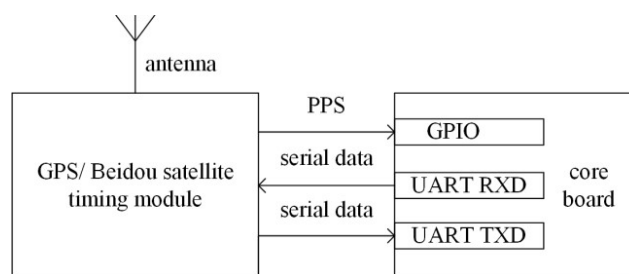 antenna
PPS
GPIO
serial data
GPS/ Beidou satellite
timing module
UART RXD
core
board
serial data
UART TXD